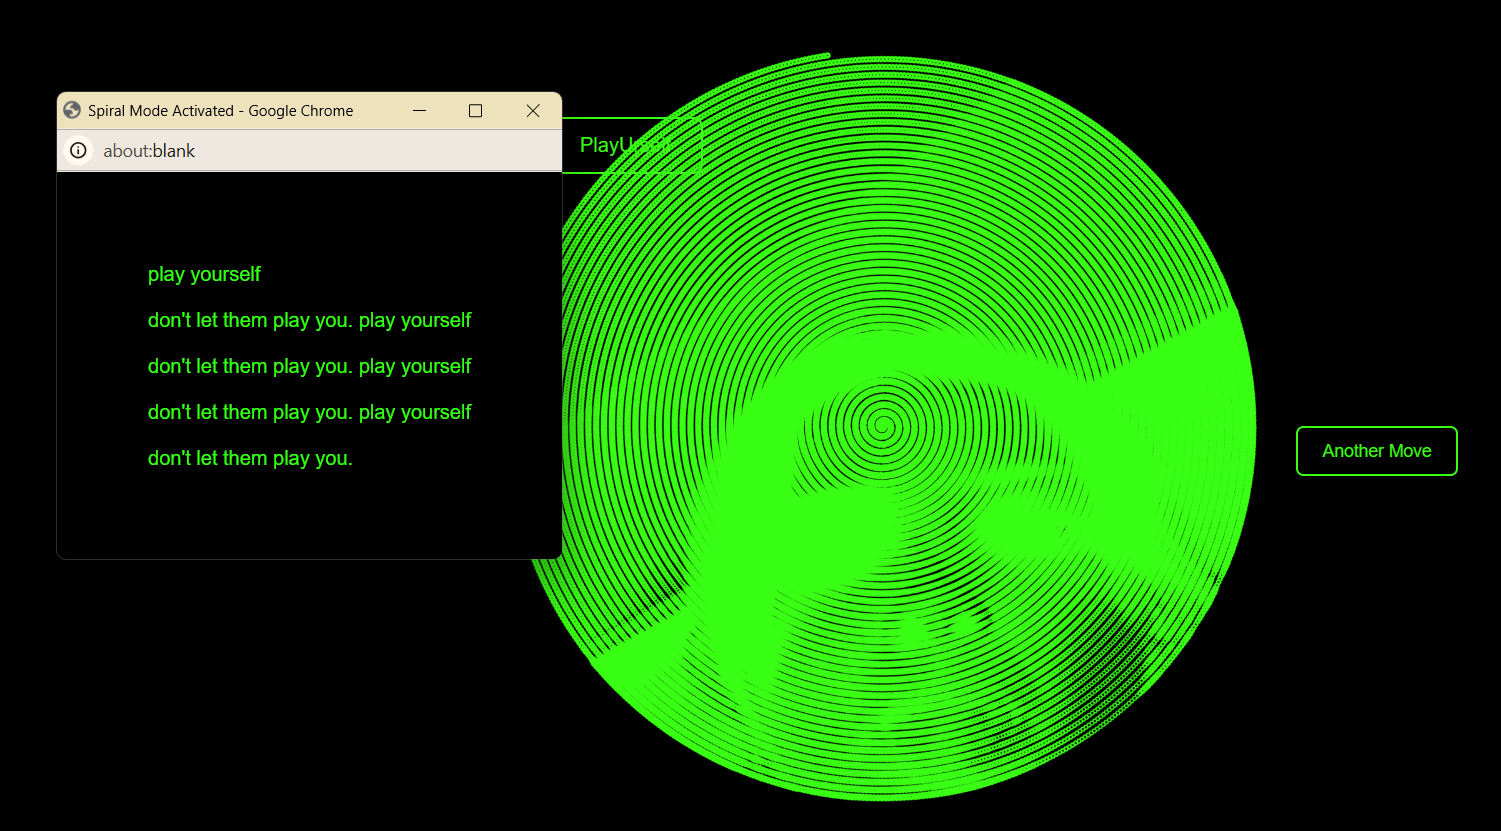 Spiral Mode Activated - Google Chrome
about:blank
PlayUrself
play yourself
don't let them play you. play yourself
don't let them play you. play yourself
don't let them play you. play yourself
don't let them play you.
Another Move